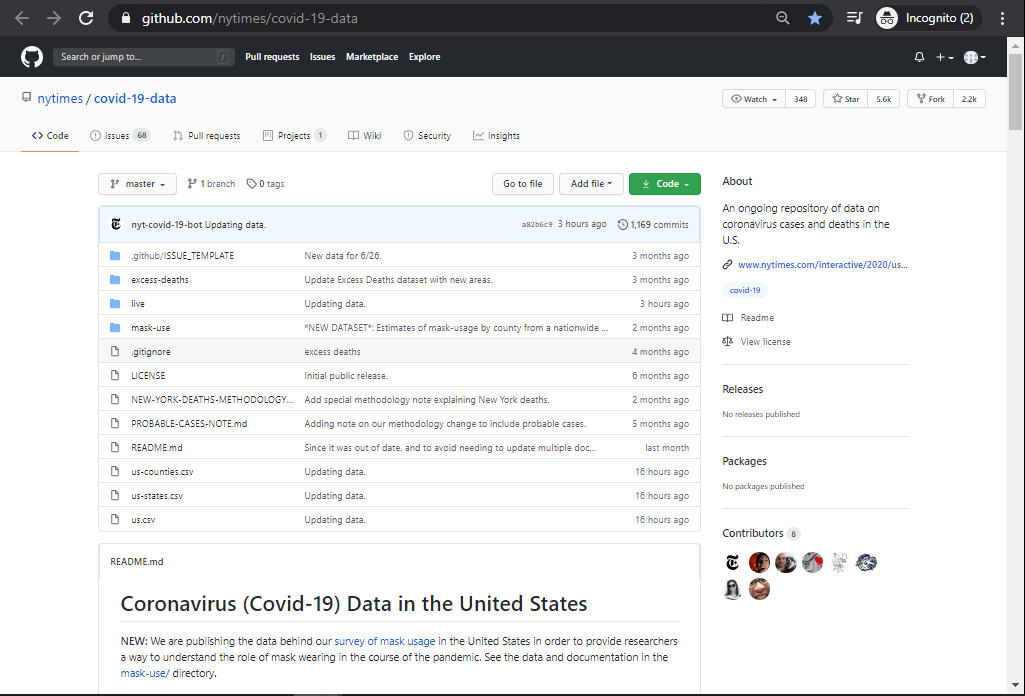 github.com/nytimes/covid-19-data
Incognito (2)
Search or jump to... /
Pull requests Issues Marketplace Explore
nytimes / covid-19-data
Watch 348 Star 5.6k Fork 2.2k
Code Issues 68 Pull requests Projects 1 Wiki Security Insights
master 1 branch 0 tags Go to file Add file Code
nyt-covid-19-bot Updating data. a82b6c9 3 hours ago 1,169 commits
.github/ISSUE_TEMPLATE New data for 6/26. 3 months ago
excess-deaths Update Excess Deaths dataset with new areas. 3 months ago
live Updating data. 3 hours ago
mask-use *NEW DATASET*: Estimates of mask-usage by county from a nationwide ... 2 months ago
.gitignore excess deaths 4 months ago
LICENSE Initial public release. 6 months ago
NEW-YORK-DEATHS-METHODOLOGY... Add special methodology note explaining New York deaths. 2 months ago
PROBABLE-CASES-NOTE.md Adding note on our methodology change to include probable cases. 5 months ago
README.md Since it was out of date, and to avoid needing to update multiple doc... last month
us-counties.csv Updating data. 16 hours ago
us-states.csv Updating data. 16 hours ago
us.csv Updating data. 16 hours ago
README.md
Coronavirus (Covid-19) Data in the United States
NEW: We are publishing the data behind our survey of mask usage in the United States in order to provide researchers
a way to understand the role of mask wearing in the course of the pandemic. See the data and documentation in the
mask-use/ directory.
About
An ongoing repository of data on
coronavirus cases and deaths in the
U.S.
www.nytimes.com/interactive/2020/us...
covid-19
Readme
View license
Releases
No releases published
Packages
No packages published
Contributors 8